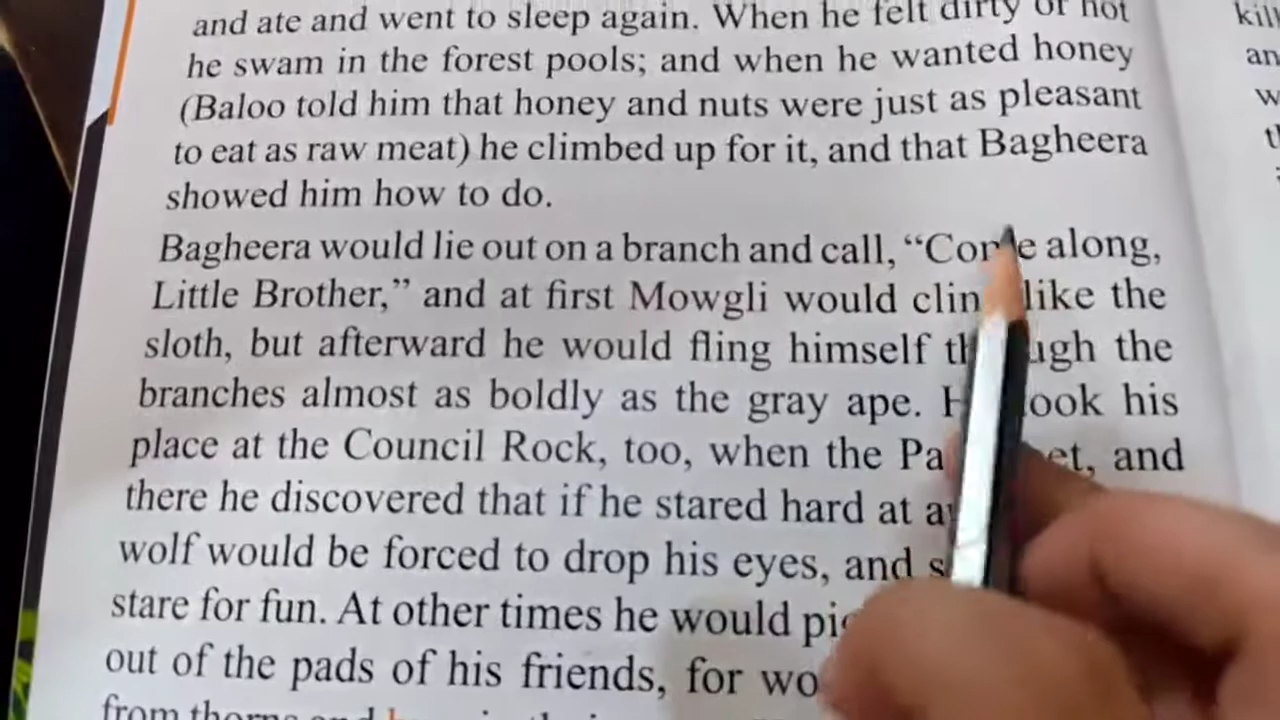 and ate and went to sleep again. When he felt dirty or hot
he swam in the forest pools; and when he wanted honey
(Baloo told him that honey and nuts were just as pleasant
to eat as raw meat) he climbed up for it, and that Bagheera
showed him how to do.
Bagheera would lie out on a branch and call, “Come along,
Little Brother,” and at first Mowgli would cling like the
sloth, but afterward he would fling himself through the
branches almost as boldly as the gray ape. He took his
place at the Council Rock, too, when the Pack met, and
there he discovered that if he stared hard at
wolf would be forced to drop his eyes, and
stare for fun. At other times he would
out of the pads of his friends, for
from thorns and